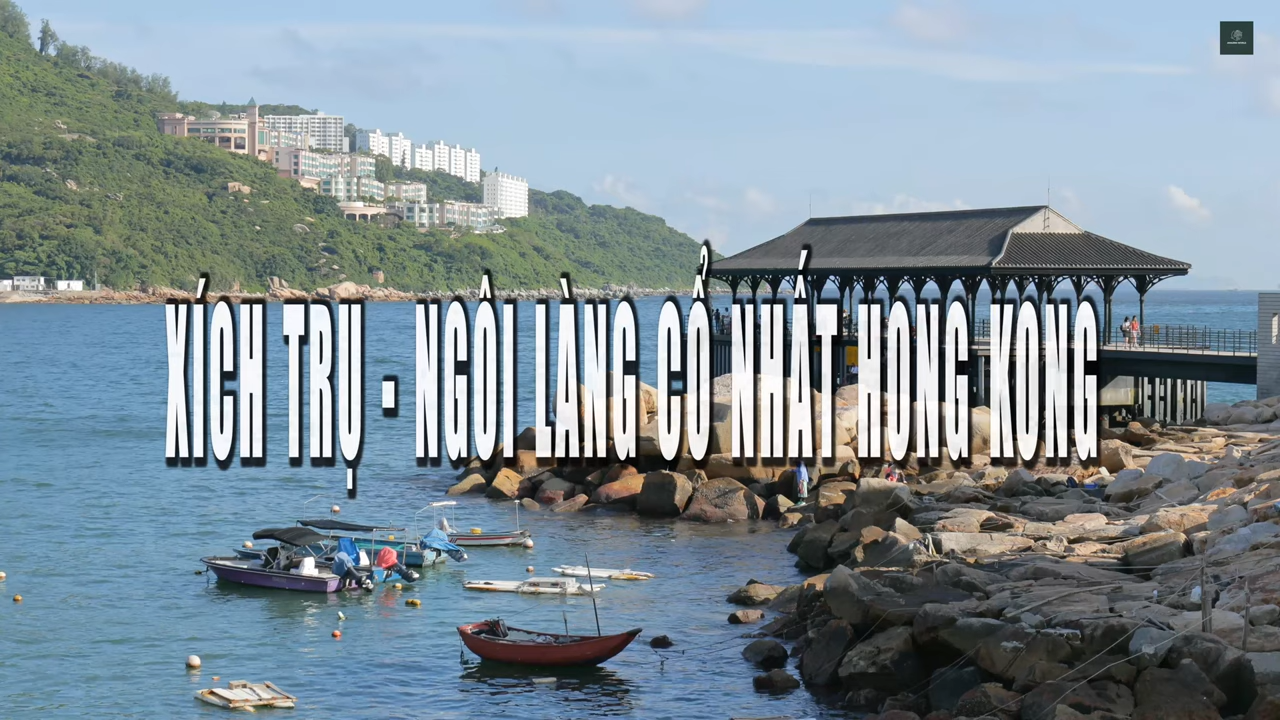 XÍCH TRỤ - NGÔI LÀNG CỔ NHẤT HONG KONG